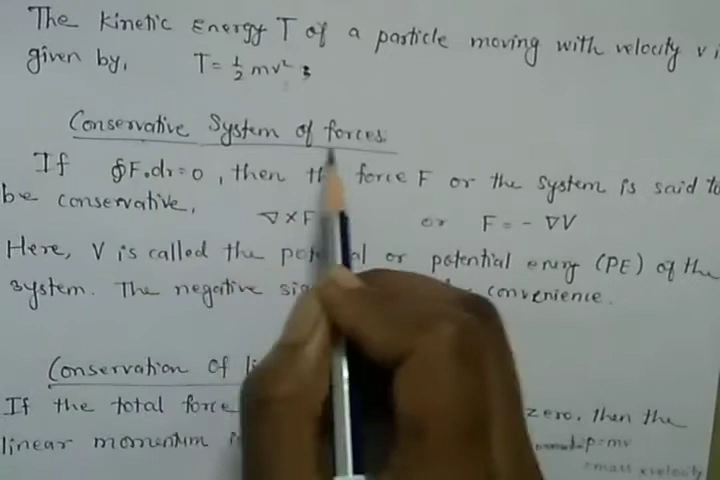 The Kinetic Energy T of a particle moving with velocity v i
given by, T = ½ mv² ;
Conservative System of forces
If ∮F.dr = 0, then th force F or the system is said to
be conservative, ∇ × F or F = - ∇V
Here, V is called the pot al or potential energy (PE) of the
system. The negative si convenience.
Conservation of li
If the total force zero, then the
linear momentum i p=mv
mass x velocity